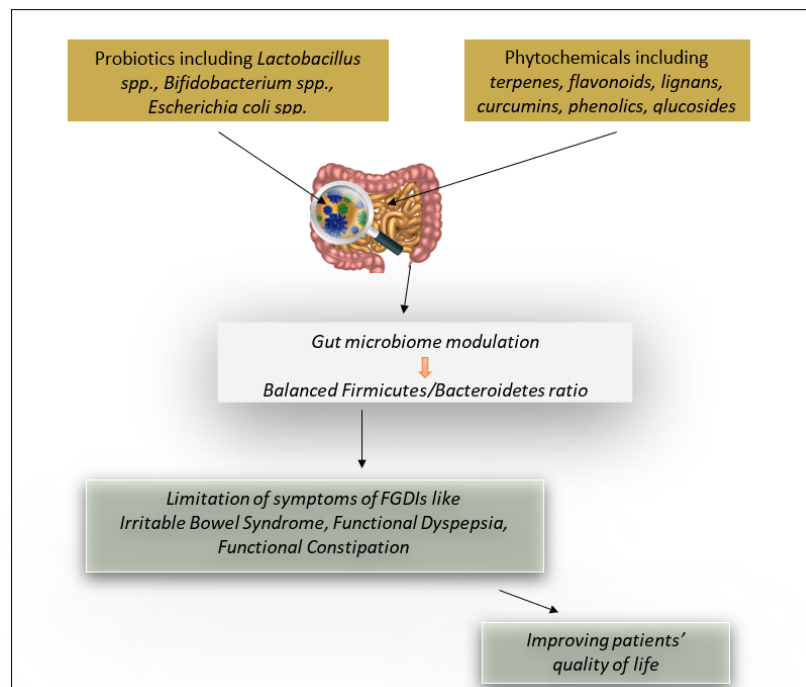 Probiotics including Lactobacillus
spp., Bifidobacterium spp.,
Escherichia coli spp.
Phytochemicals including
terpenes, flavonoids, lignans,
curcumins, phenolics, glucosides
Gut microbiome modulation
Balanced Firmicutes/Bacteroidetes ratio
Limitation of symptoms of FGDIs like
Irritable Bowel Syndrome, Functional Dyspepsia,
Functional Constipation
Improving patients’
quality of life